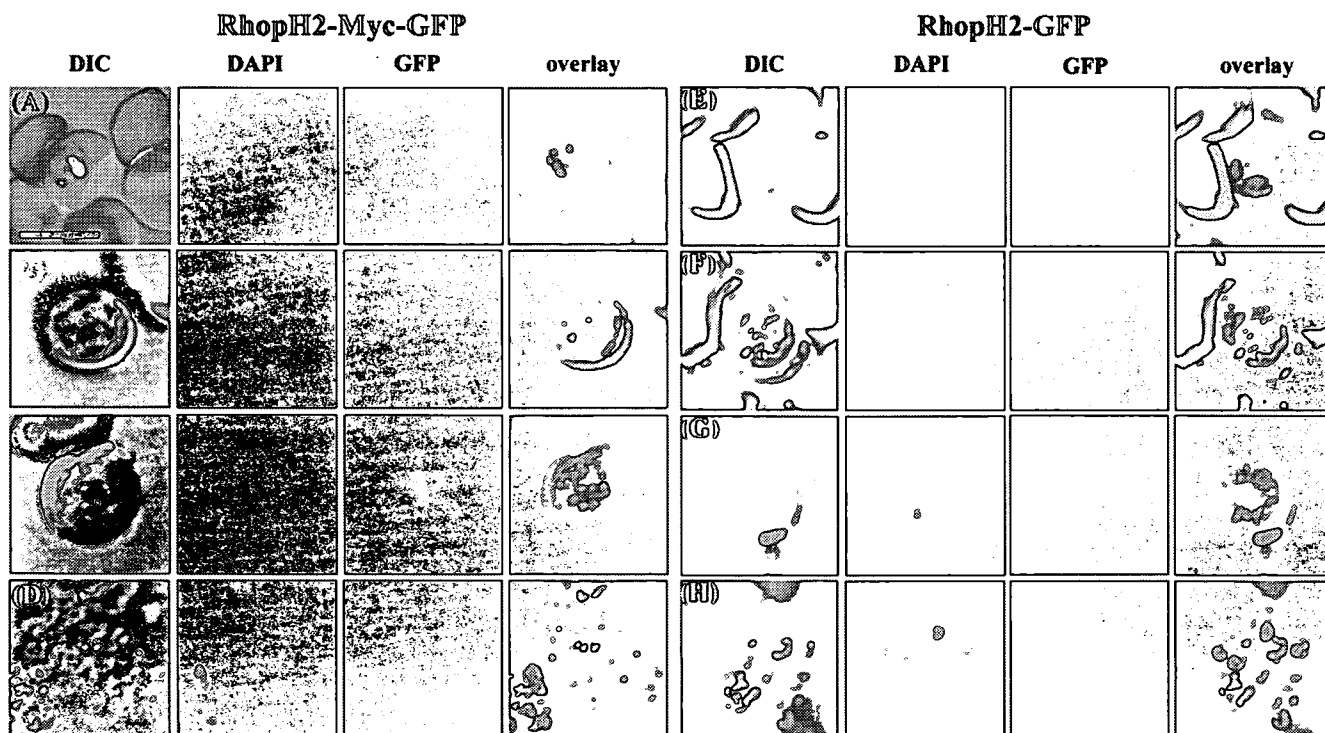 RhopH2-Myc-GFP
RhopH2-GFP
DIC DAPI GFP overlay DIC DAPI GFP overlay
(A)
(E)
(F)
(G)
(D)
(H)